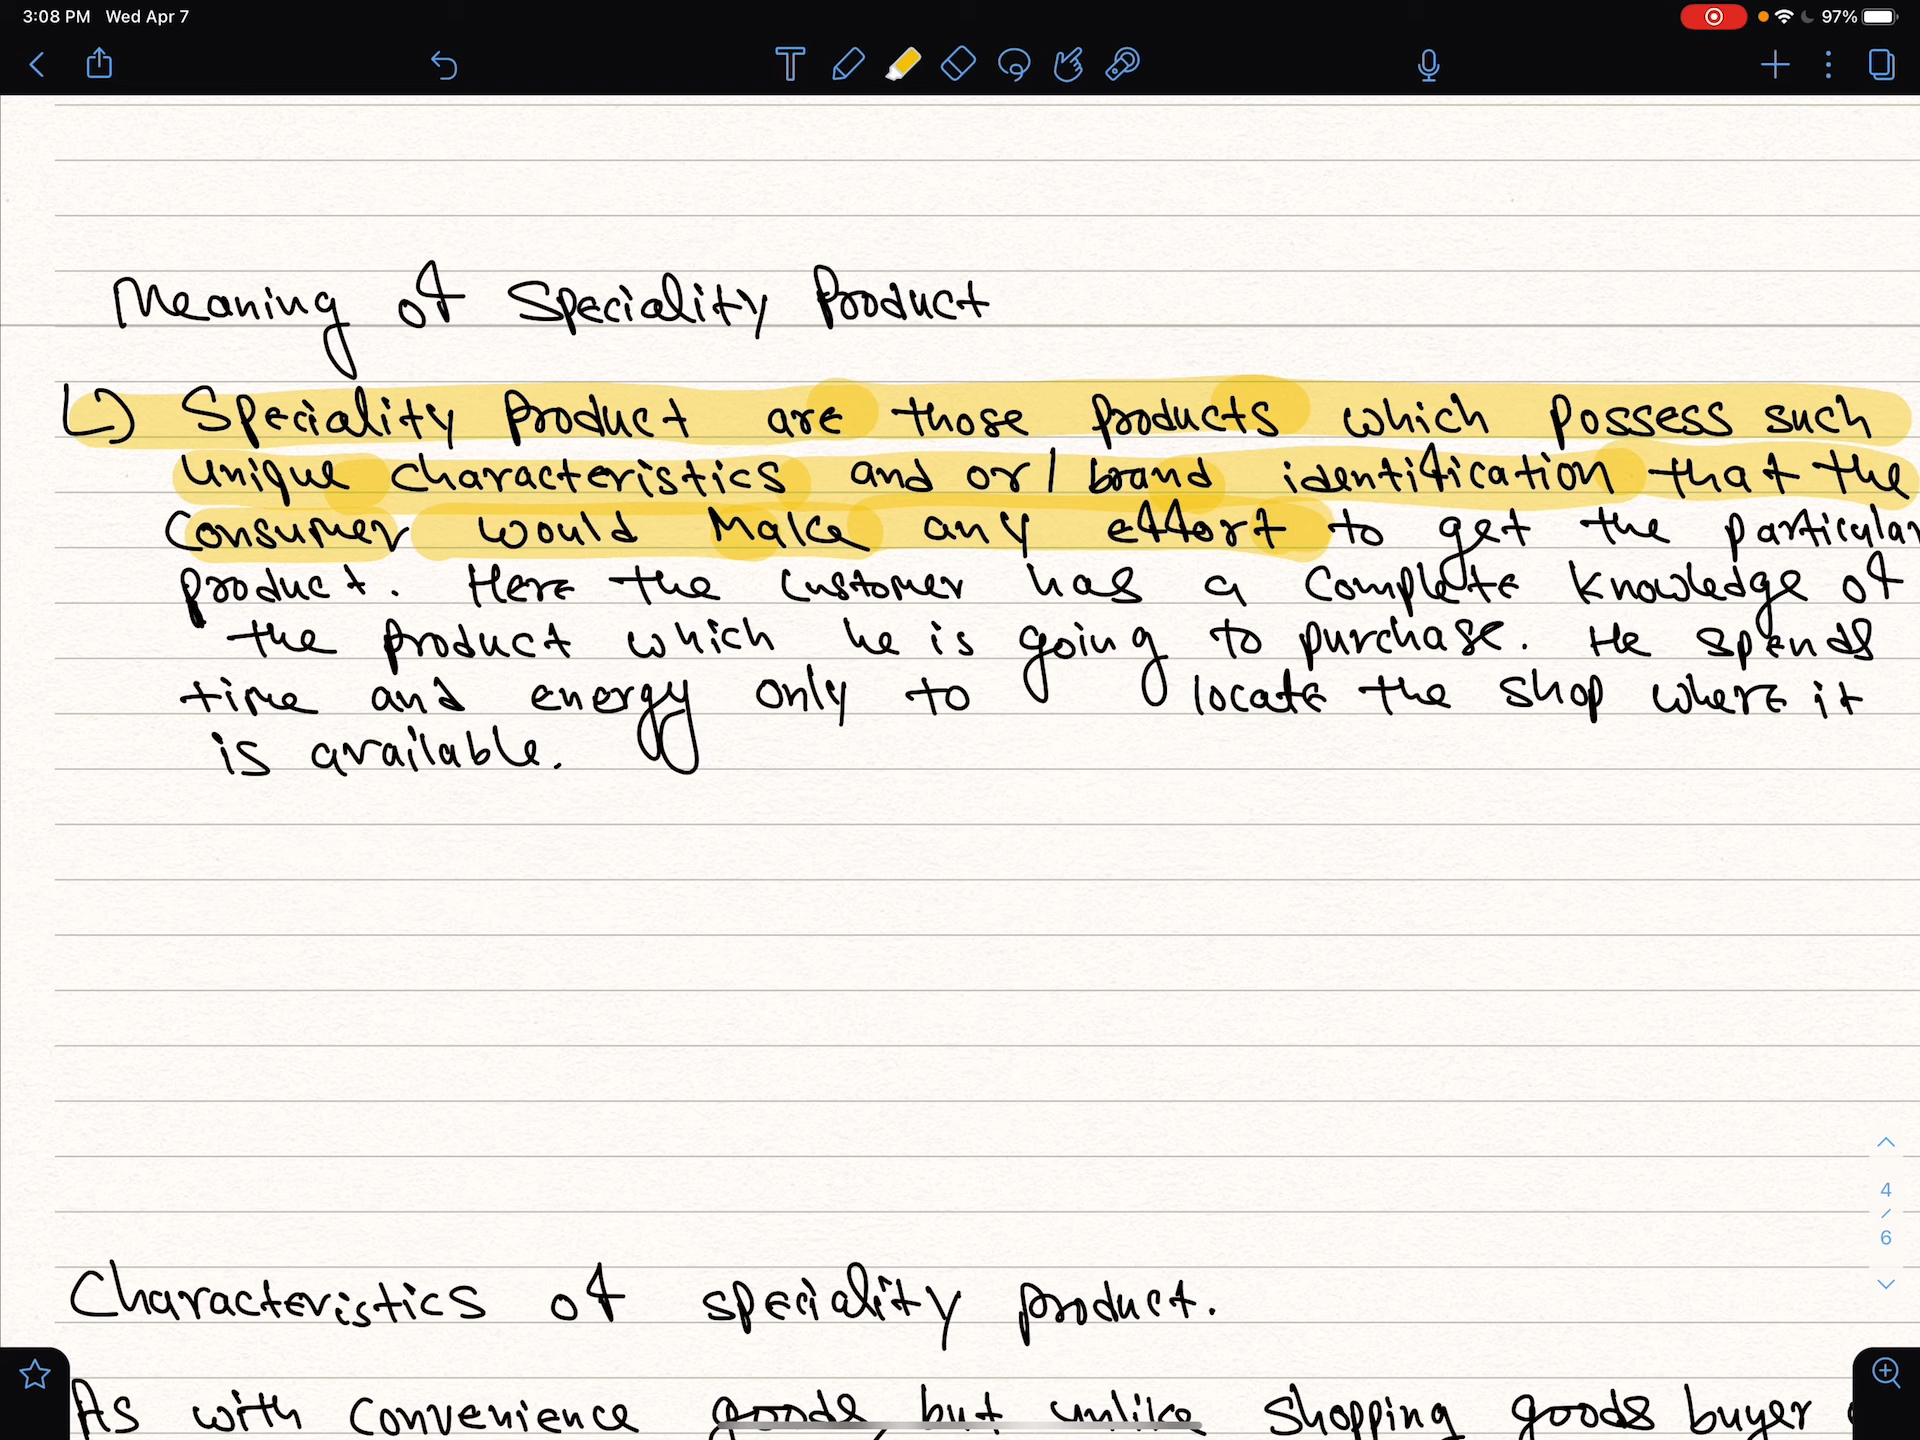 3:08 PM Wed Apr 7
97%
Meaning of Speciality Product
Speciality product are those products which possess such
unique characteristics and or / brand identification that the
Consumer would make any effort to get the particular
product. Here the customer has a complete knowledge of
the product which he is going to purchase. He spends
time and energy only to locate the shop where it
is available.
4
/
6
Characteristics of speciality product.
As with convenience goods, but unlike shopping goods buyer